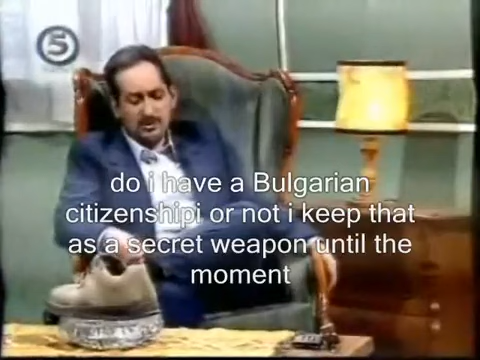 5
do i have a Bulgarian
citizenshipi or not i keep that
as a secret weapon until the
moment